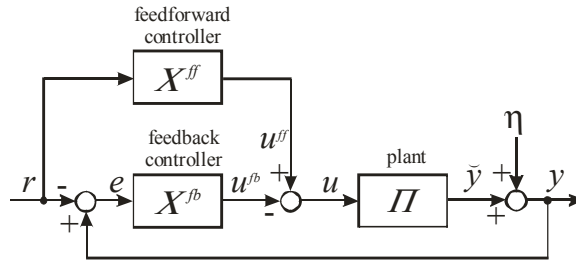 feedforward
controller
X^ff
feedback
controller
u^ff
plant
η
r - e X^fb u^fb + - u Π y̆ + + y
+